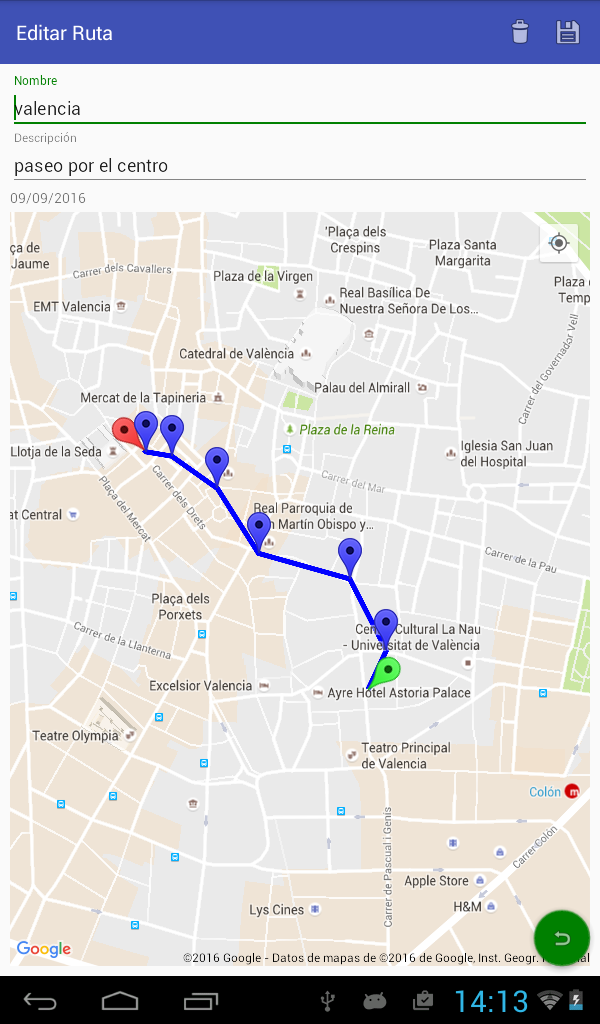 Editar Ruta
Nombre
valencia
Descripción
paseo por el centro
09/09/2016
'Plaça dels
Crespins
Plaza Santa
Margarita
ça de
Jaume
Carrer dels Cavallers
Plaza de la Virgen
Plaza
Temp
EMT Valencia
Real Basílica De
Nuestra Señora De Los...
Carrer del Governador Vell
Catedral de València
Palau del Almirall
Mercat de la Tapineria
Plaza de la Reina
Llotja de la Seda
Iglesia San Juan
del Hospital
Carrer del Mar
Plaça del Mercat
Carrer dels Drets
at Central
Real Parroquia de
n Martín Obispo y...
Carrer de la Pau
Plaça dels
Porxets
Carrer de la Llanterna
Cen Cultural La Nau
- Universitat de València
Excelsior Valencia
Ayre Hotel Astoria Palace
Teatre Olympia
Teatro Principal
de Valencia
Colón
m
Carrer de Pascual i Genís
Carrer Colón
Apple Store
H&M
Lys Cines
Google
©2016 Google - Datos de mapas de ©2016 de Google, Inst. Geogr.
14:13